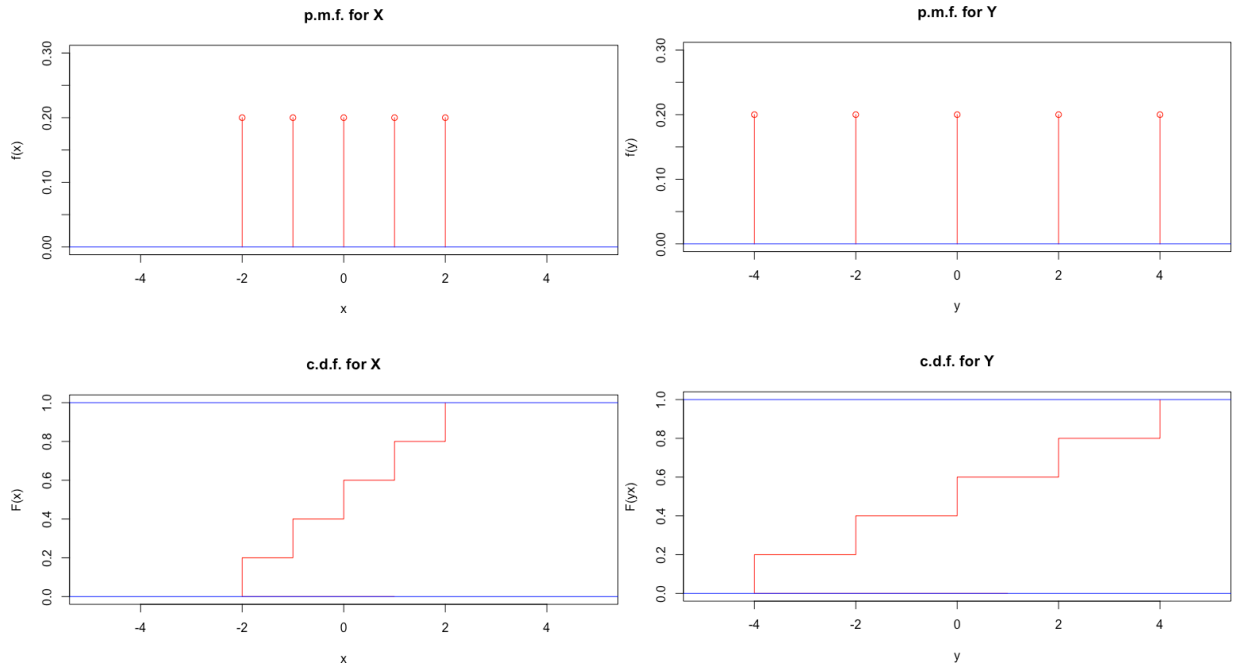 p.m.f. for X
f(x)
0.30
0.20
0.10
0.00
-4 -2 0 2 4
x
p.m.f. for Y
f(y)
0.30
0.20
0.10
0.00
-4 -2 0 2 4
y
c.d.f. for X
F(x)
1.0
0.8
0.6
0.4
0.2
0.0
-4 -2 0 2 4
x
c.d.f. for Y
F(yx)
1.0
0.8
0.6
0.4
0.2
0.0
-4 -2 0 2 4
y